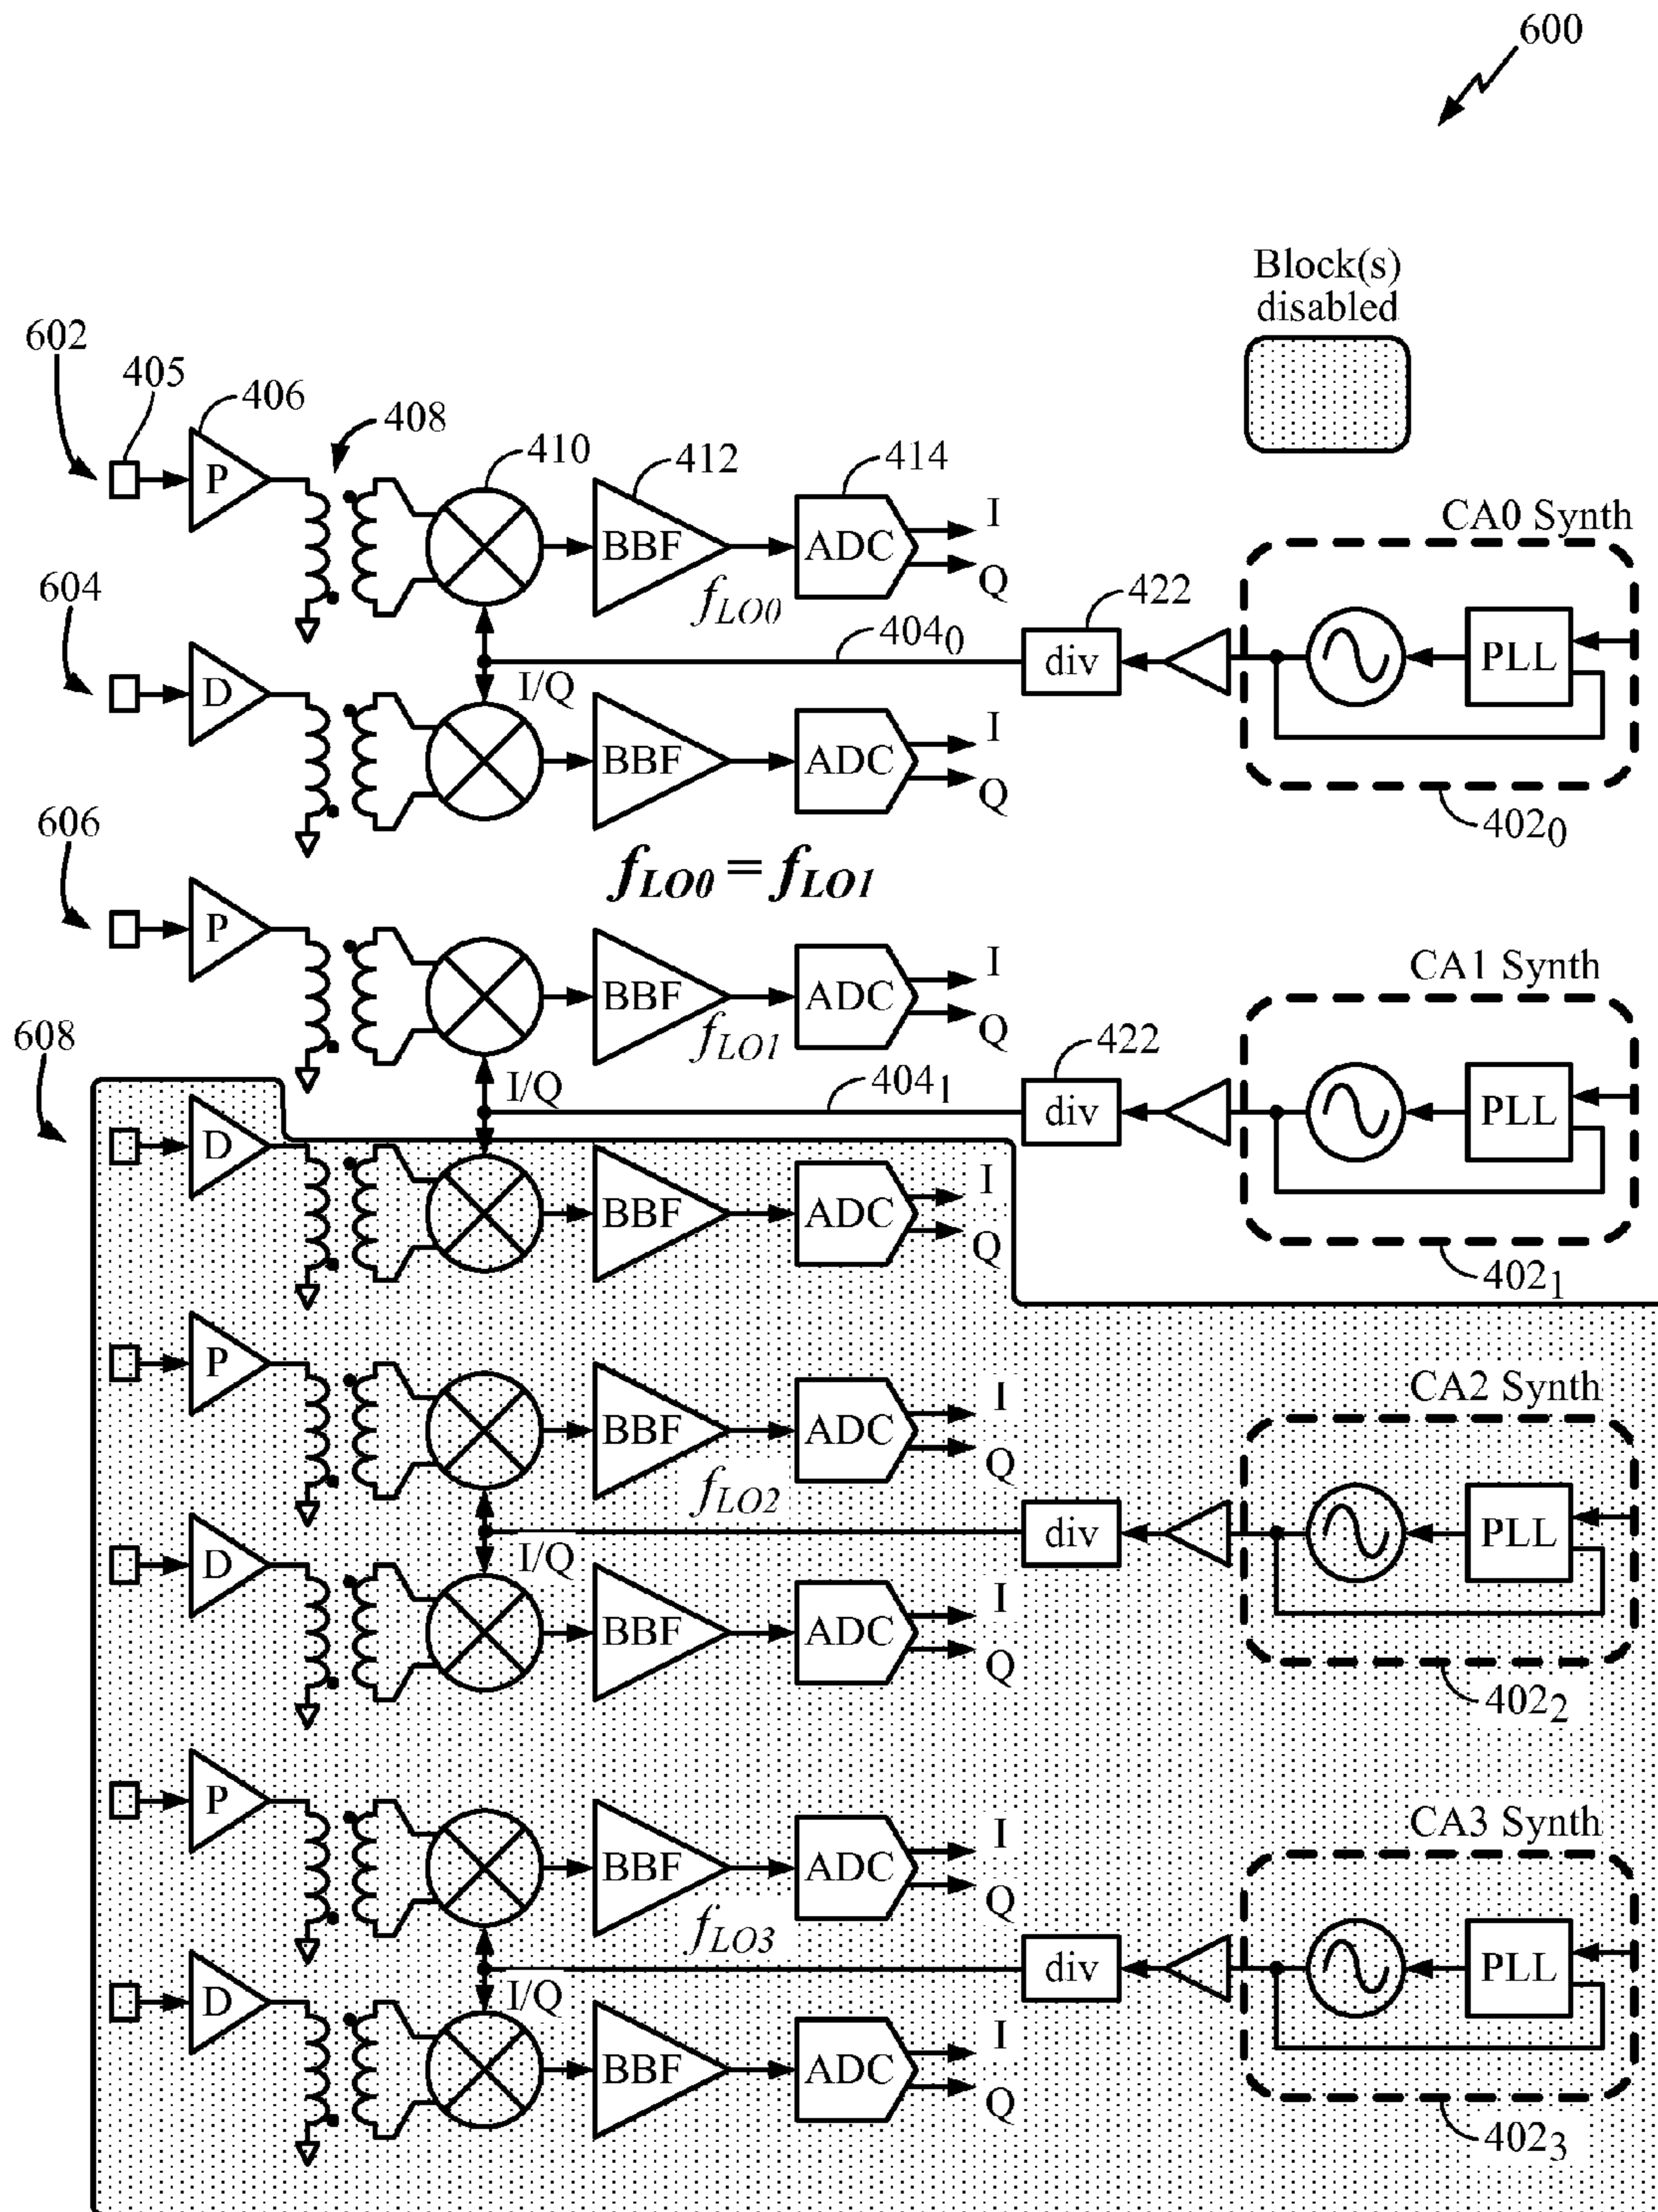 600
Block(s)
disabled
602
405
406
408
410
412
414
P
BBF
ADC
I
Q
CA0 Synth
fLO0
604
422
4040
div
PLL
D
I/Q
BBF
ADC
I
Q
4020
606
fLO0 = fLO1
P
BBF
ADC
I
Q
CA1 Synth
fLO1
608
422
I/Q
4041
div
PLL
D
BBF
ADC
I
Q
4021
P
BBF
ADC
I
Q
CA2 Synth
fLO2
div
PLL
D
I/Q
BBF
ADC
I
Q
4022
P
BBF
ADC
I
Q
CA3 Synth
fLO3
div
PLL
D
I/Q
BBF
ADC
I
Q
4023